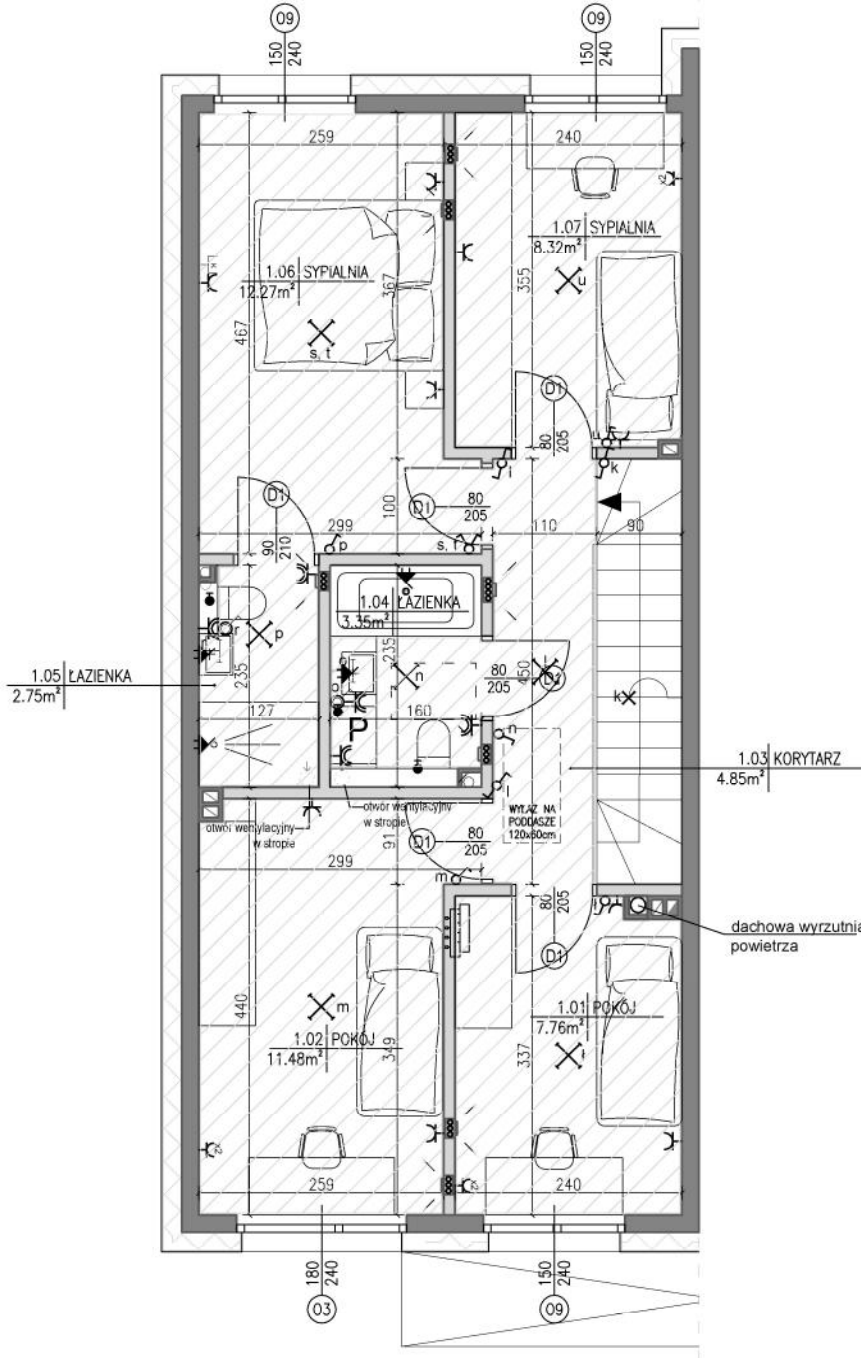 09
09
150
240
150
240
259
240
1.07 SYPIALNIA
8.32m²
x2
1.06 SYPIALNIA
12.27m²
367
355
u
467
s, t
D1
80
205
i
k
D1
80
205
D1
100
299
110
90
90
210
p
s, t
1.04 ŁAZIENKA
3.35m²
r
p
235
235
n
80
205
D1
450
k
1.05 ŁAZIENKA
2.75m²
127
160
P
n
1.03 KORYTARZ
4.85m²
l
otwór wentylacyjny
w stropie
otwór wentylacyjny
w stropie
WYŁAZ NA
PODDASZE
120x60cm
91
D1
80
205
299
m
80
205
dachowa wyrzutnia
powietrza
D1
440
m
1.02 POKÓJ
11.48m²
349
1.01 POKÓJ
7.76m²
337
ł
x2
x2
259
240
180
240
150
240
03
09